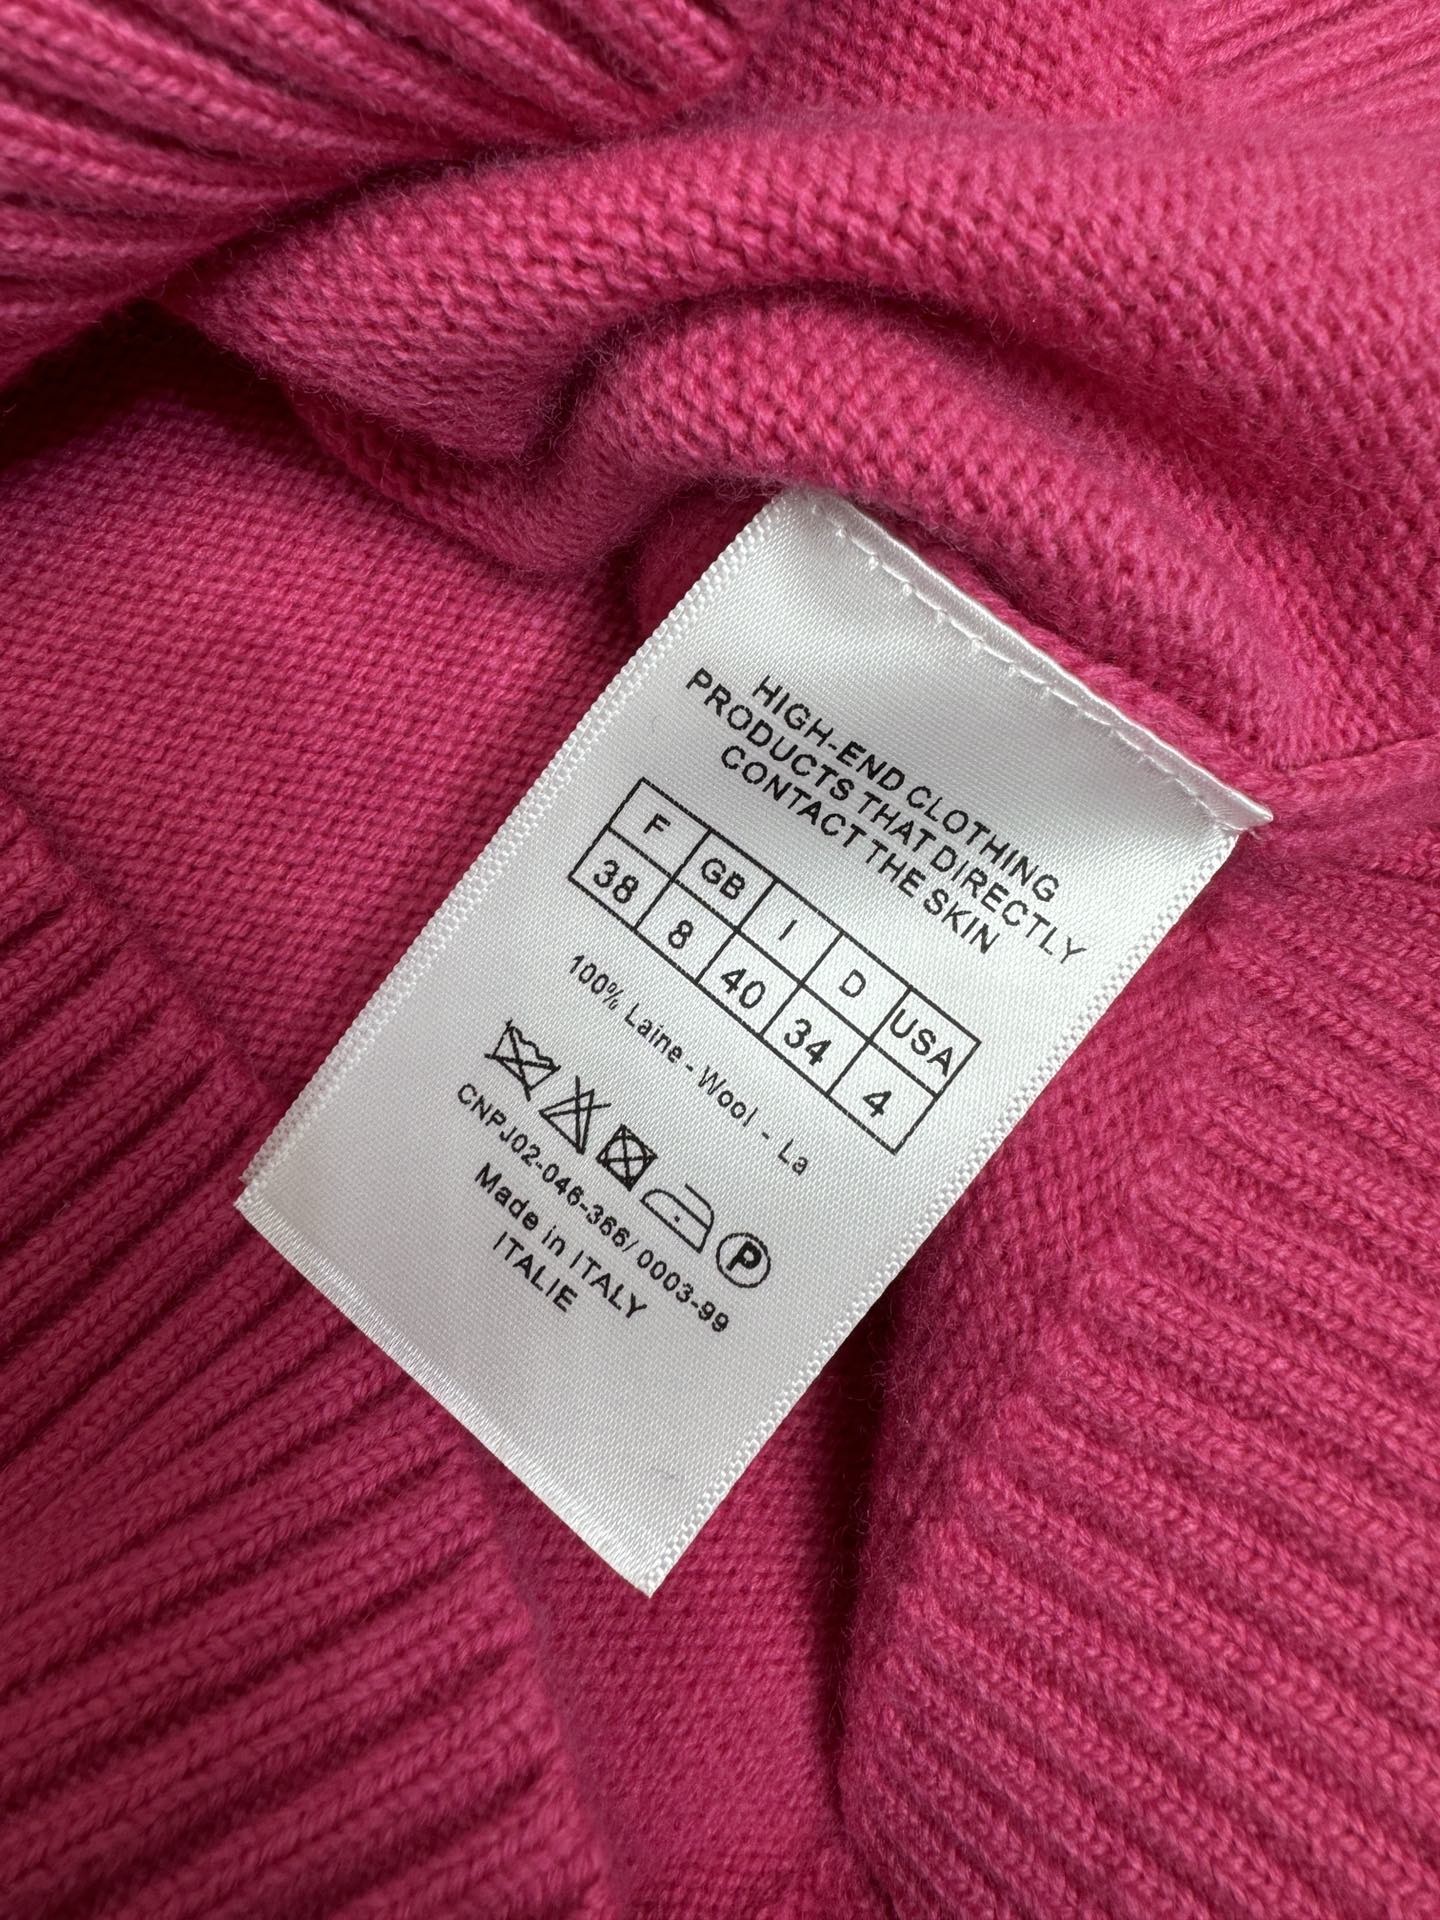 HIGH-END CLOTHING
PRODUCTS THAT DIRECTLY
CONTACT THE SKIN
F GB I D USA
38 8 40 34 4
100% Laine - Wool - La
P
CNPJ02-046-366/ 0003-99
Made in ITALY
ITALIE